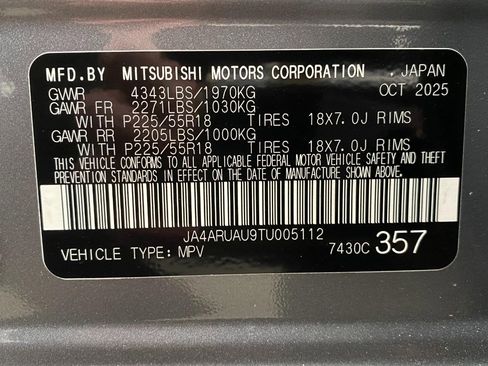 MFD.BY MITSUBISHI MOTORS CORPORATION . JAPAN
GWWR 4343LBS/1970KG OCT 2025
GAWR FR 2271LBS/1030KG
WITH P225/55R18 TIRES 18X7.0J RIMS
GAWR RR 2205LBS/1000KG
WITH P225/55R18 TIRES 18X7.0J RIMS
THIS VEHICLE CONFORMS TO ALL APPLICABLE FEDERAL MOTOR VEHICLE SAFETY AND THEFT
PREVENTION STANDARDS IN EFFECT ON THE DATE OF MANUFACTURE SHOWN ABOVE.
JA4ARUAU9TU005112
VEHICLE TYPE: MPV 7430C 357